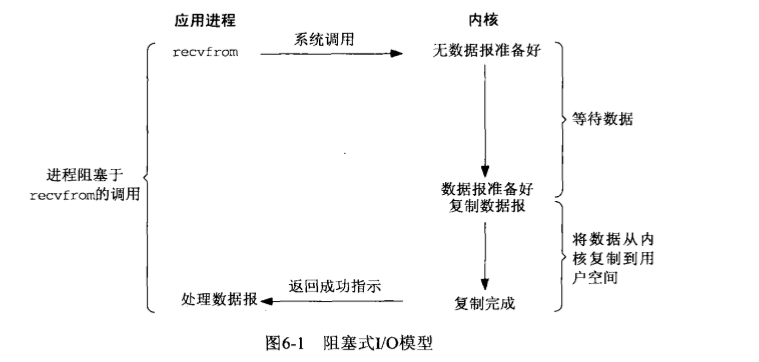 应用进程
内核
recvfrom
系统调用
无数据报准备好
等待数据
进程阻塞于
recvfrom的调用
数据报准备好
复制数据报
将数据从内
核复制到用
户空间
处理数据报
返回成功指示
复制完成
图6-1 阻塞式I/O模型